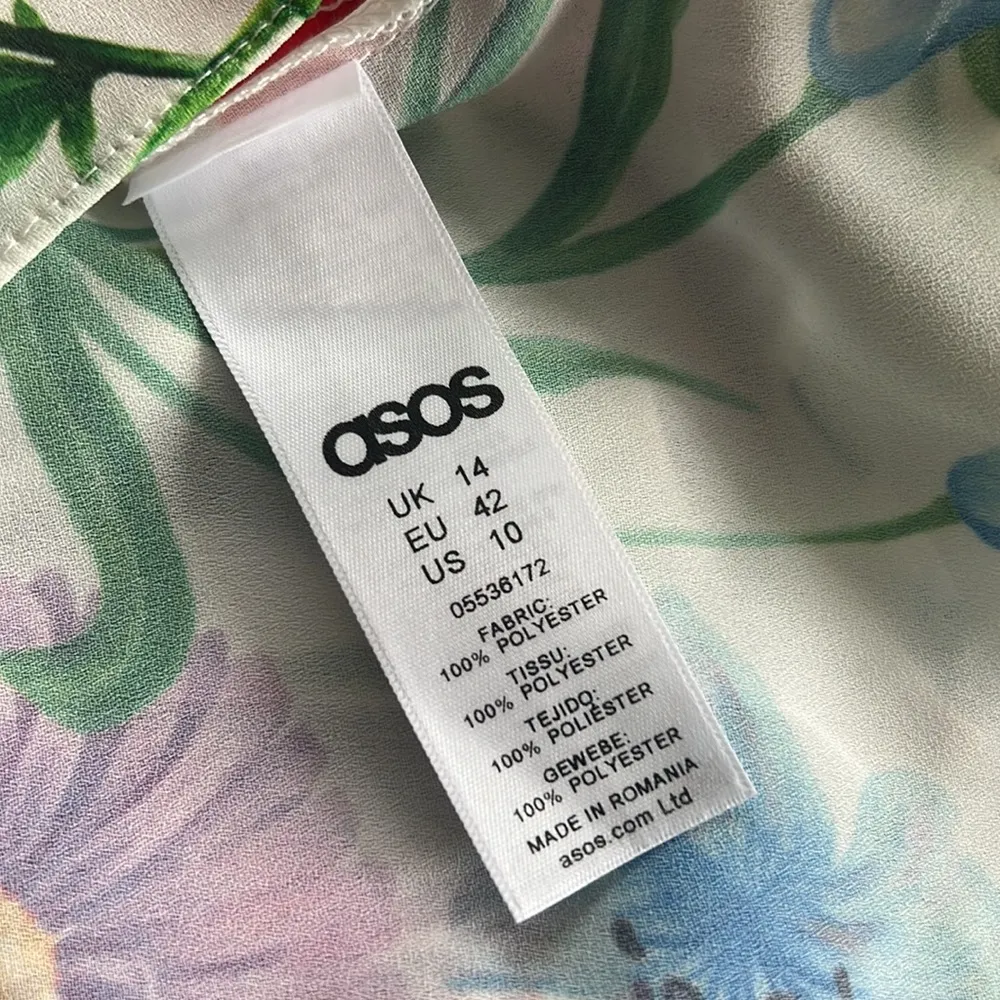 asos
UK 14
EU 42
US 10
05536172
FABRIC:
100% POLYESTER
TISSU:
100% POLYESTER
TEJIDO:
100% POLIÉSTER
GEWEBE:
100% POLYESTER
MADE IN ROMANIA
asos.com Ltd